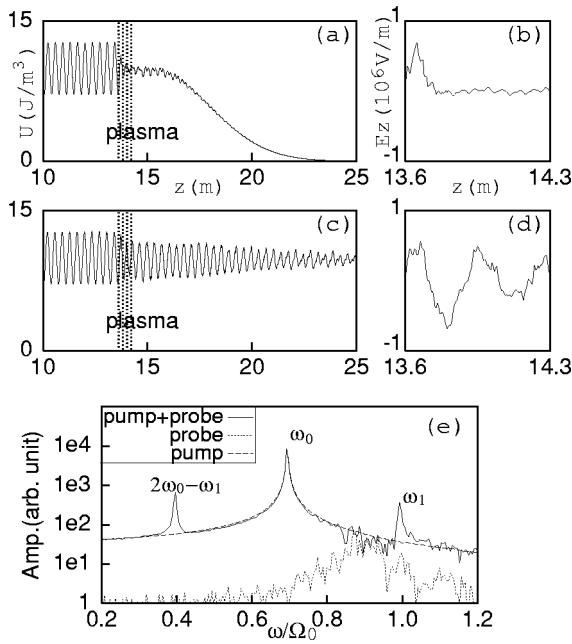 15
(a)
U(J/m³)
plasma
0
10
15
20
25
z(m)
1
(b)
Ez(10⁶V/m)
-1
13.6
14.3
z(m)
15
(c)
plasma
0
10
15
20
25
1
(d)
-1
13.6
14.3
pump+probe
probe
pump
(e)
ω₀
2ω₀−ω₁
ω₁
Amp.(arb. unit)
1e4
1e3
1e2
1e1
1
0.2
0.4
0.6
0.8
1.0
1.2
ω/Ω₀